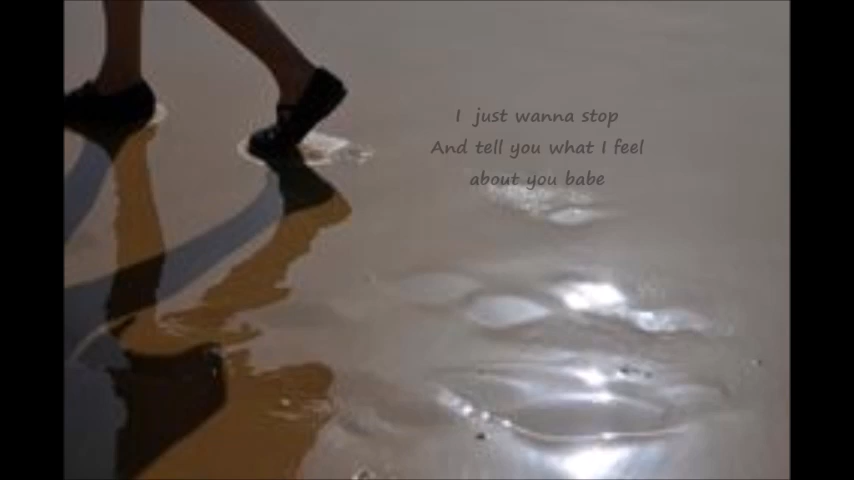 I just wanna stop
And tell you what I feel
about you babe